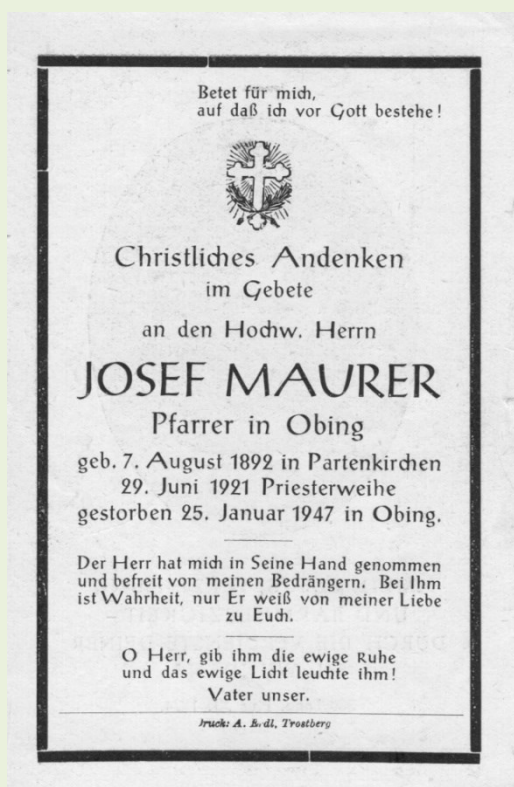 Betet für mich,
auf daß ich vor Gott bestehe!
Christliches Andenken
im Gebete
an den Hochw. Herrn
JOSEF MAURER
Pfarrer in Obing
geb. 7. August 1892 in Partenkirchen
29. Juni 1921 Priesterweihe
gestorben 25. Januar 1947 in Obing.
Der Herr hat mich in Seine Hand genommen
und befreit von meinen Bedrängern. Bei Ihm
ist Wahrheit, nur Er weiß von meiner Liebe
zu Euch.
O Herr, gib ihm die ewige Ruhe
und das ewige Licht leuchte ihm!
Vater unser.
Druck: A. Trostberg